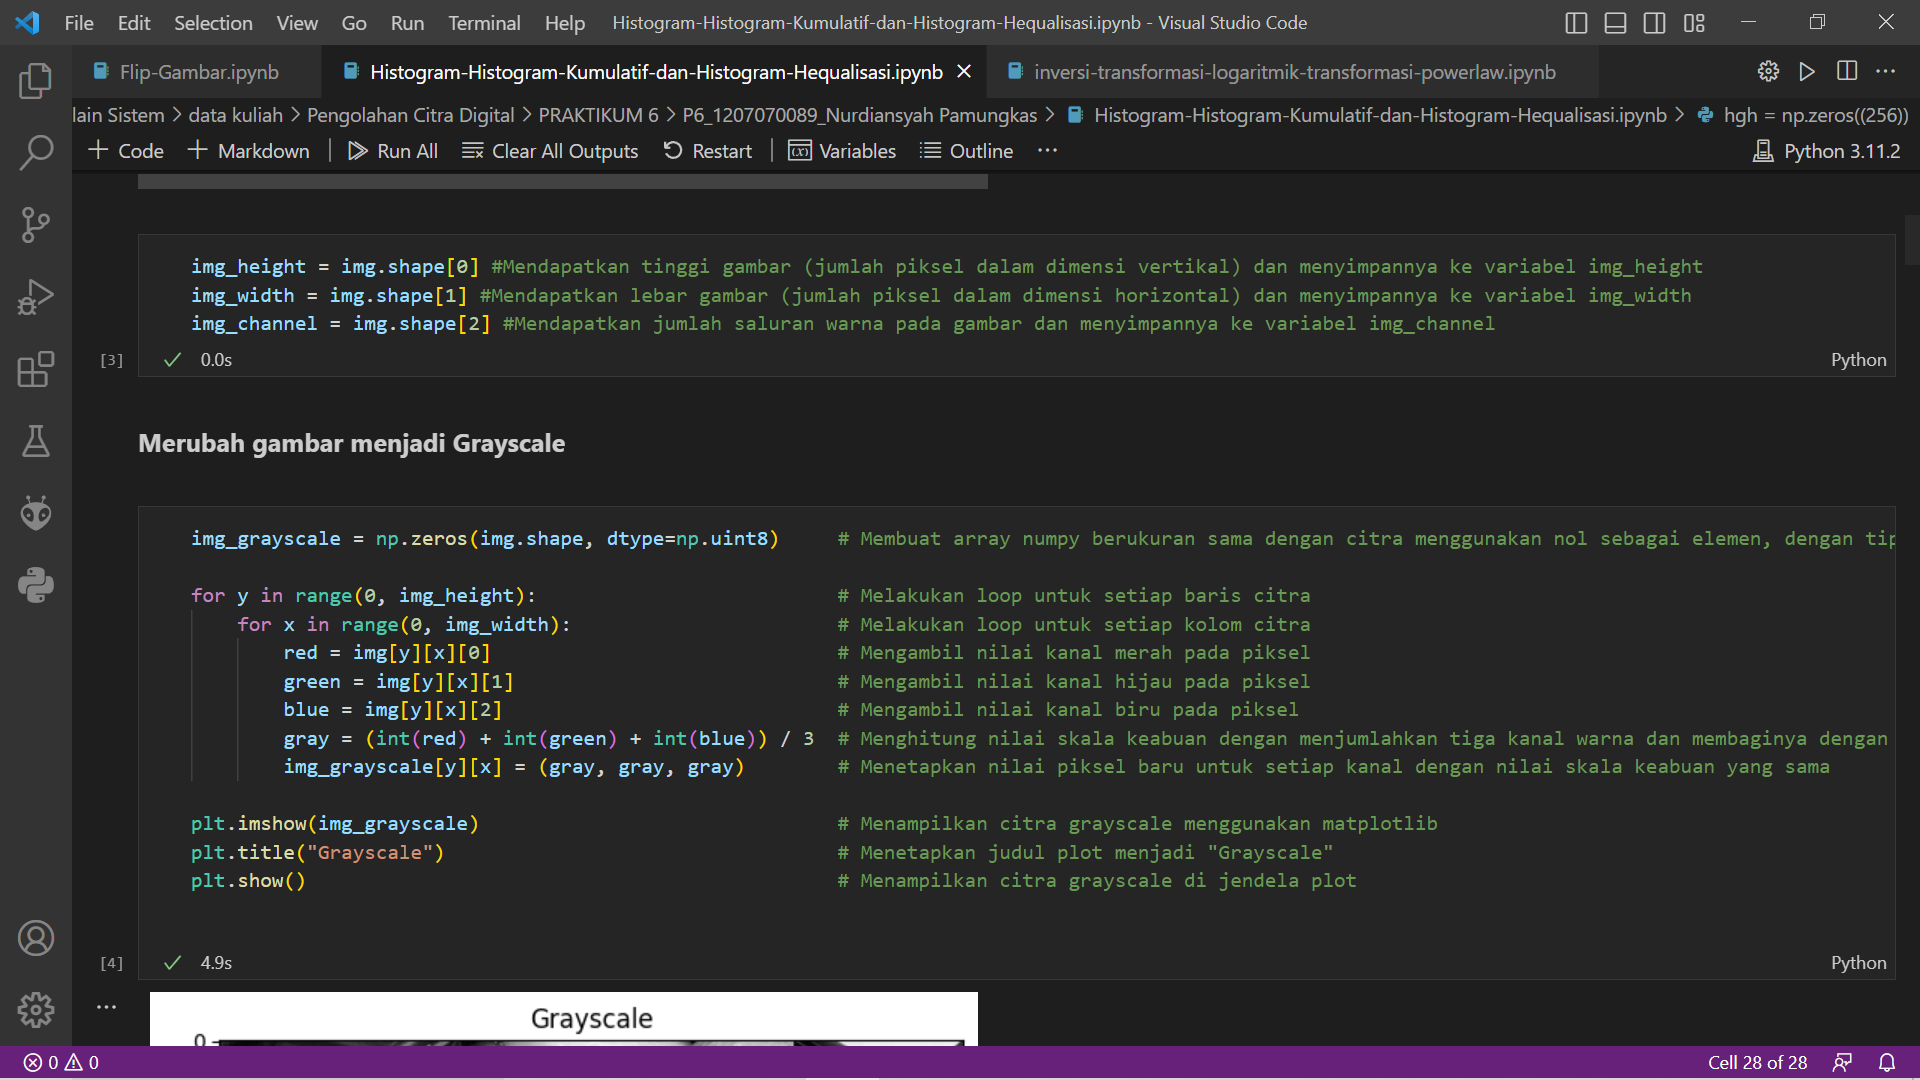 File Edit Selection View Go Run Terminal Help Histogram-Histogram-Kumulatif-dan-Histogram-Hequalisasi.ipynb - Visual Studio Code
Flip-Gambar.ipynb Histogram-Histogram-Kumulatif-dan-Histogram-Hequalisasi.ipynb inversi-transformasi-logaritmik-transformasi-powerlaw.ipynb
lain Sistem > data kuliah > Pengolahan Citra Digital > PRAKTIKUM 6 > P6_1207070089_Nurdiansyah Pamungkas > Histogram-Histogram-Kumulatif-dan-Histogram-Hequalisasi.ipynb > hgh = np.zeros((256))
+ Code + Markdown Run All Clear All Outputs Restart Variables Outline ... Python 3.11.2
img_height = img.shape[0] #Mendapatkan tinggi gambar (jumlah piksel dalam dimensi vertikal) dan menyimpannya ke variabel img_height
img_width = img.shape[1] #Mendapatkan lebar gambar (jumlah piksel dalam dimensi horizontal) dan menyimpannya ke variabel img_width
img_channel = img.shape[2] #Mendapatkan jumlah saluran warna pada gambar dan menyimpannya ke variabel img_channel
[3] 0.0s Python
Merubah gambar menjadi Grayscale
img_grayscale = np.zeros(img.shape, dtype=np.uint8) # Membuat array numpy berukuran sama dengan citra menggunakan nol sebagai elemen, dengan tip
for y in range(0, img_height): # Melakukan loop untuk setiap baris citra
for x in range(0, img_width): # Melakukan loop untuk setiap kolom citra
red = img[y][x][0] # Mengambil nilai kanal merah pada piksel
green = img[y][x][1] # Mengambil nilai kanal hijau pada piksel
blue = img[y][x][2] # Mengambil nilai kanal biru pada piksel
gray = (int(red) + int(green) + int(blue)) / 3 # Menghitung nilai skala keabuan dengan menjumlahkan tiga kanal warna dan membaginya dengan
img_grayscale[y][x] = (gray, gray, gray) # Menetapkan nilai piksel baru untuk setiap kanal dengan nilai skala keabuan yang sama
plt.imshow(img_grayscale) # Menampilkan citra grayscale menggunakan matplotlib
plt.title("Grayscale") # Menetapkan judul plot menjadi "Grayscale"
plt.show() # Menampilkan citra grayscale di jendela plot
[4] 4.9s Python
...
Grayscale
0
0 0 Cell 28 of 28